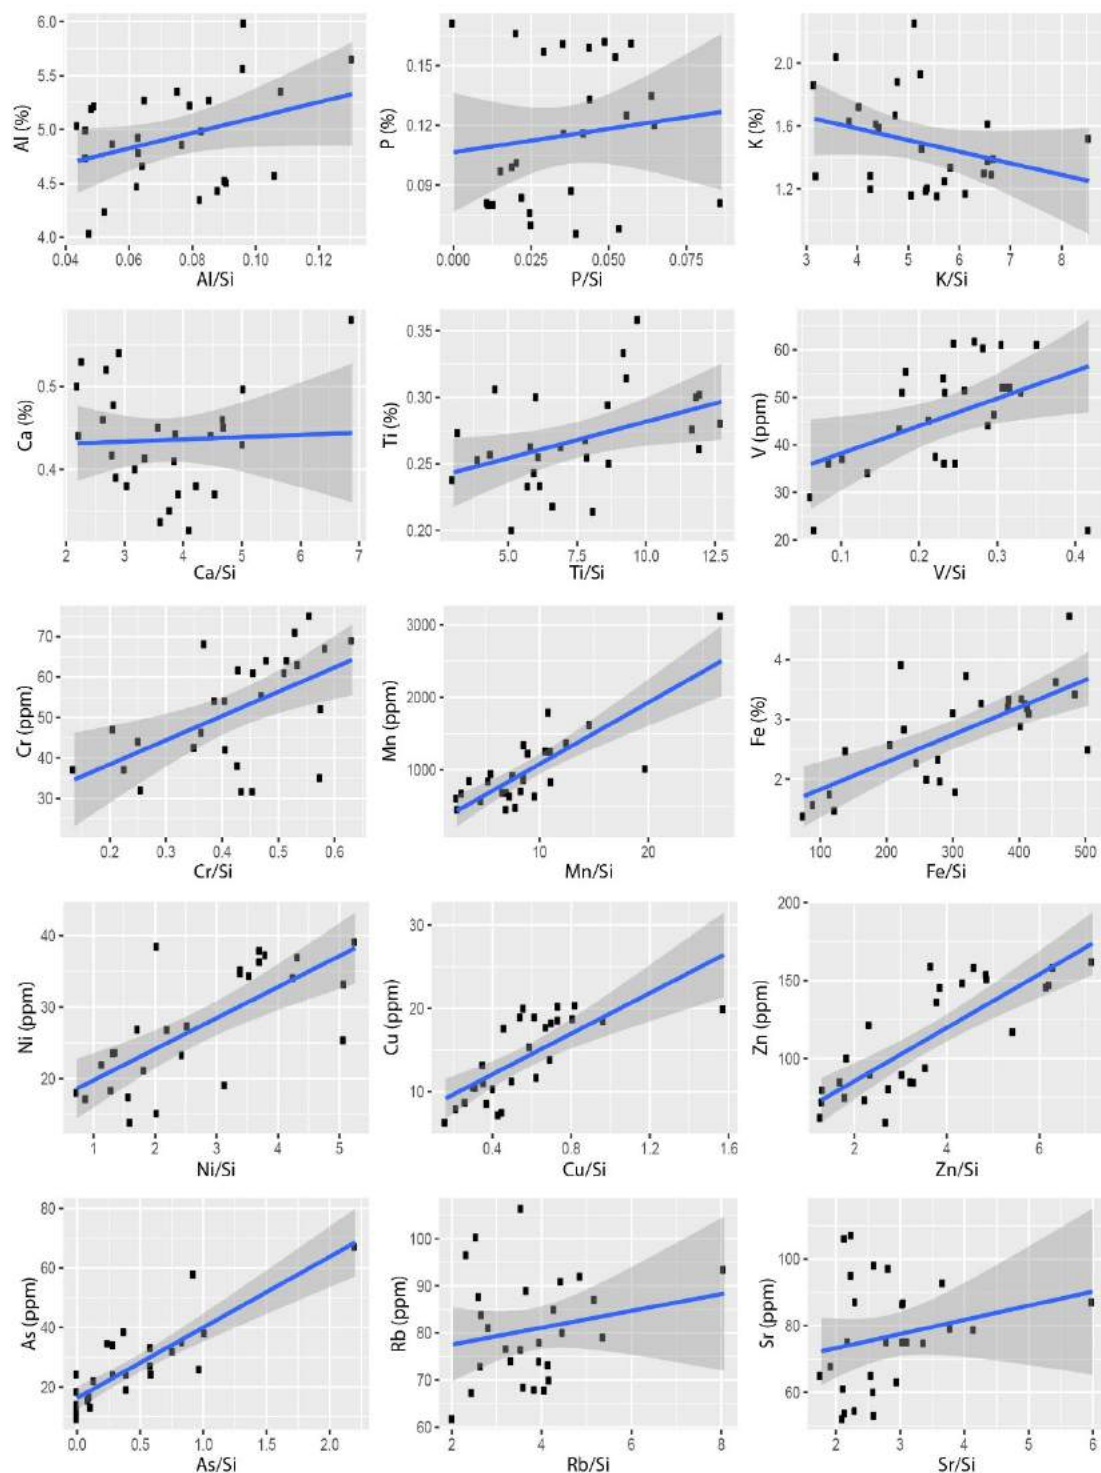 6.0
5.5
5.0
4.5
4.0
Al (%)
0.04 0.06 0.08 0.10 0.12
Al/Si
0.15
0.12
0.09
P (%)
0.000 0.025 0.050 0.075
P/Si
2.0
1.6
1.2
K (%)
3 4 5 6 7 8
K/Si
0.5
0.4
Ca (%)
2 3 4 5 6 7
Ca/Si
0.35
0.30
0.25
0.20
Ti (%)
5.0 7.5 10.0 12.5
Ti/Si
60
50
40
30
20
V (ppm)
0.1 0.2 0.3 0.4
V/Si
70
60
50
40
30
Cr (ppm)
0.2 0.3 0.4 0.5 0.6
Cr/Si
3000
2000
1000
Mn (ppm)
10 20
Mn/Si
4
3
2
Fe (%)
100 200 300 400 500
Fe/Si
40
30
20
Ni (ppm)
1 2 3 4 5
Ni/Si
30
20
10
Cu (ppm)
0.4 0.8 1.2 1.6
Cu/Si
200
150
100
Zn (ppm)
2 4 6
Zn/Si
80
60
40
20
As (ppm)
0.0 0.5 1.0 1.5 2.0
As/Si
100
90
80
70
60
Rb (ppm)
2 4 6 8
Rb/Si
100
80
60
Sr (ppm)
2 3 4 5 6
Sr/Si